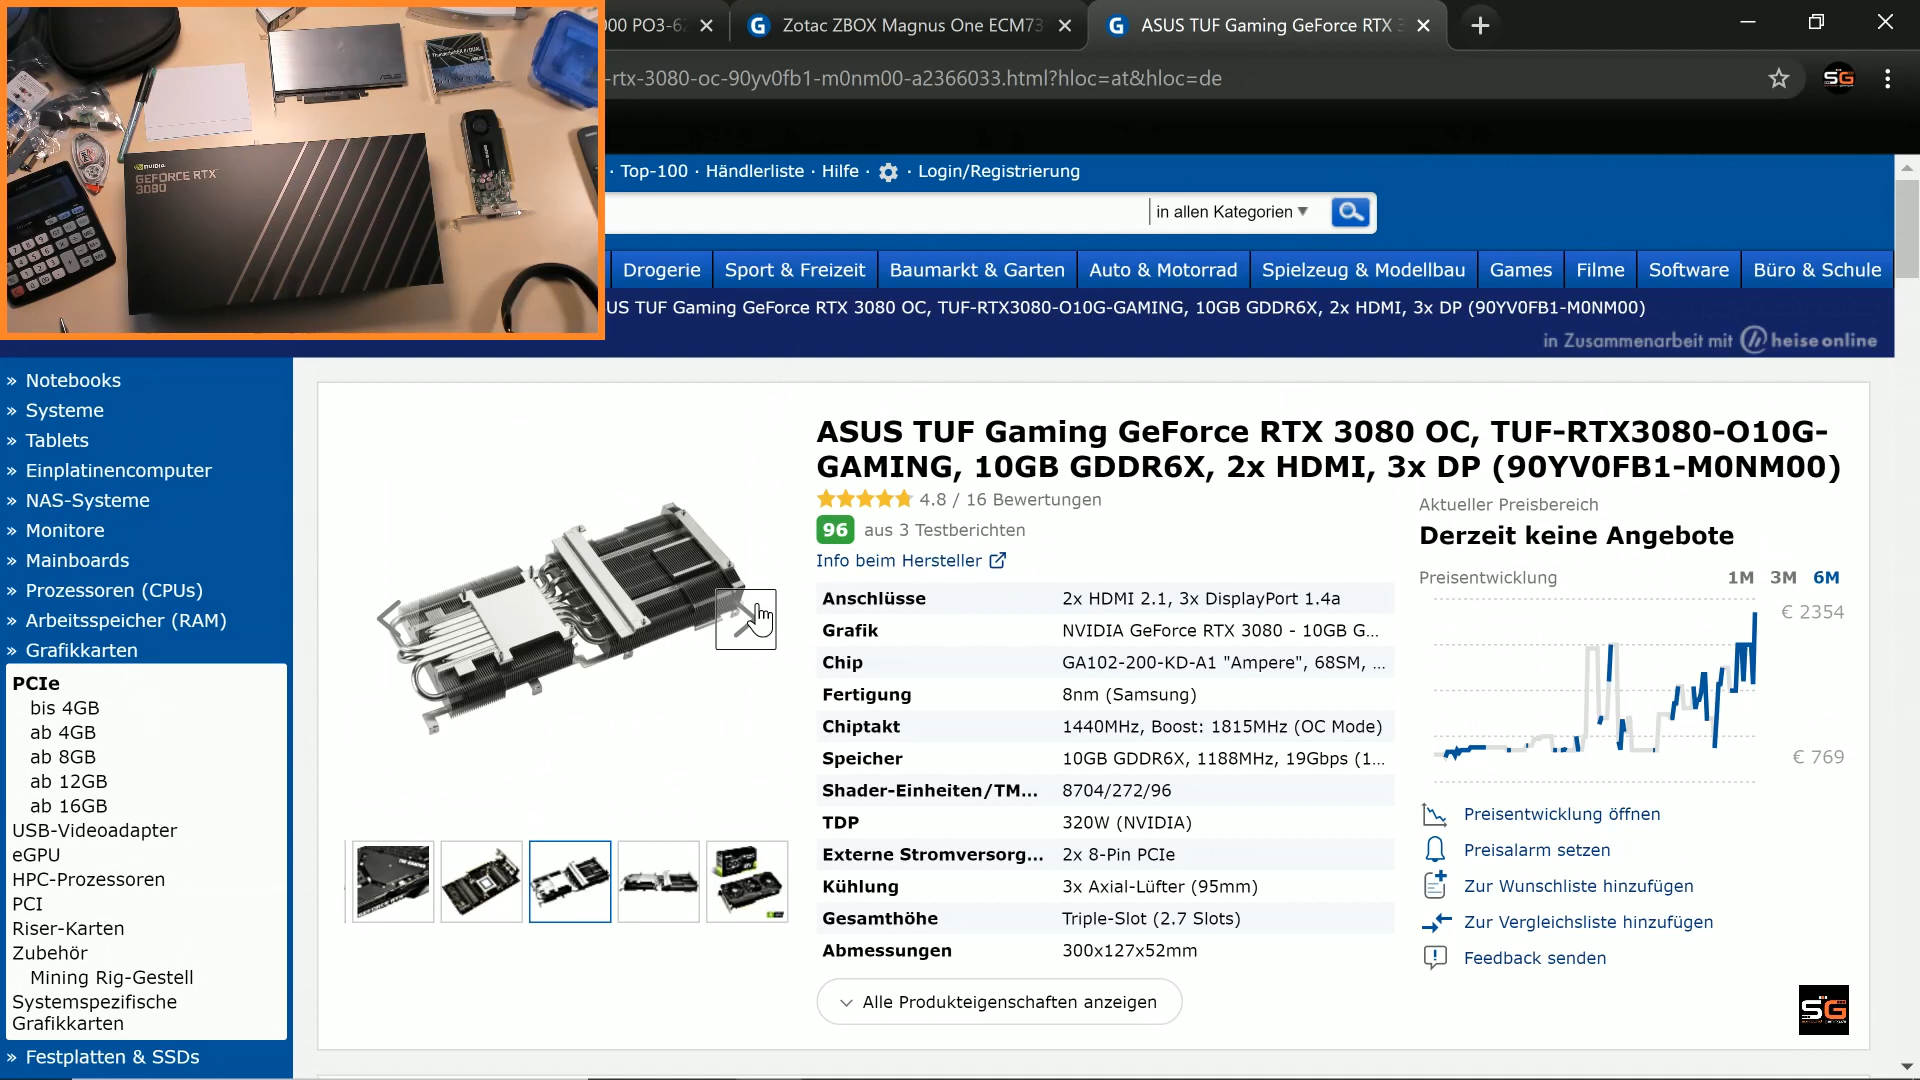 000 PO3-62
Zotac ZBOX Magnus One ECM73
ASUS TUF Gaming GeForce RTX 3
-rtx-3080-oc-90yv0fb1-m0nm00-a2366033.html?hloc=at&hloc=de
SG
NVIDIA
GEFORCE RTX
3090
ASUS
· Top-100 · Händlerliste · Hilfe · · Login/Registrierung
in allen Kategorien
Drogerie
Sport & Freizeit
Baumarkt & Garten
Auto & Motorrad
Spielzeug & Modellbau
Games
Filme
Software
Büro & Schule
US TUF Gaming GeForce RTX 3080 OC, TUF-RTX3080-O10G-GAMING, 10GB GDDR6X, 2x HDMI, 3x DP (90YV0FB1-M0NM00)
in Zusammenarbeit mit heise online
» Notebooks
» Systeme
» Tablets
» Einplatinencomputer
» NAS-Systeme
» Monitore
» Mainboards
» Prozessoren (CPUs)
» Arbeitsspeicher (RAM)
» Grafikkarten
PCIe
bis 4GB
ab 4GB
ab 8GB
ab 12GB
ab 16GB
USB-Videoadapter
eGPU
HPC-Prozessoren
PCI
Riser-Karten
Zubehör
Mining Rig-Gestell
Systemspezifische
Grafikkarten
» Festplatten & SSDs
ASUS TUF Gaming GeForce RTX 3080 OC, TUF-RTX3080-O10G-
GAMING, 10GB GDDR6X, 2x HDMI, 3x DP (90YV0FB1-M0NM00)
4.8 / 16 Bewertungen
96 aus 3 Testberichten
Info beim Hersteller
Anschlüsse 2x HDMI 2.1, 3x DisplayPort 1.4a
Grafik NVIDIA GeForce RTX 3080 - 10GB G...
Chip GA102-200-KD-A1 "Ampere", 68SM, ...
Fertigung 8nm (Samsung)
Chiptakt 1440MHz, Boost: 1815MHz (OC Mode)
Speicher 10GB GDDR6X, 1188MHz, 19Gbps (1...
Shader-Einheiten/TM... 8704/272/96
TDP 320W (NVIDIA)
Externe Stromversorg... 2x 8-Pin PCIe
Kühlung 3x Axial-Lüfter (95mm)
Gesamthöhe Triple-Slot (2.7 Slots)
Abmessungen 300x127x52mm
Alle Produkteigenschaften anzeigen
Aktueller Preisbereich
Derzeit keine Angebote
Preisentwicklung 1M 3M 6M
€ 2354
€ 769
Preisentwicklung öffnen
Preisalarm setzen
Zur Wunschliste hinzufügen
Zur Vergleichsliste hinzufügen
Feedback senden
SG